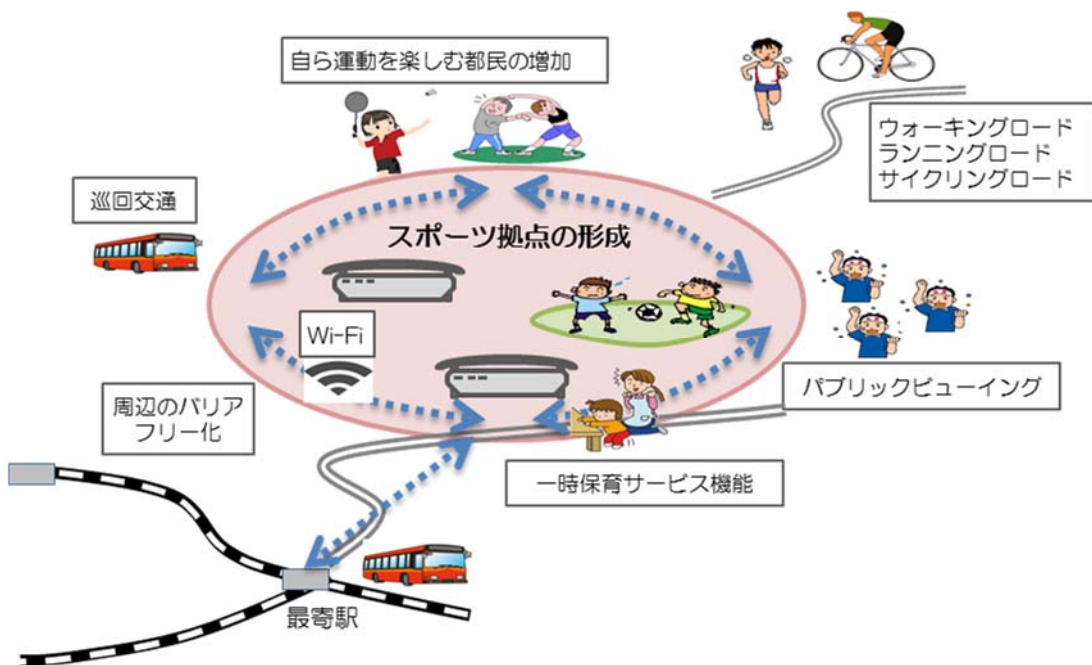 自ら運動を楽しむ都民の増加
ウォーキングロード
ランニングロード
サイクリングロード
巡回交通
スポーツ拠点の形成
Wi-Fi
パブリックビューイング
周辺のバリア
フリー化
一時保育サービス機能
最寄駅